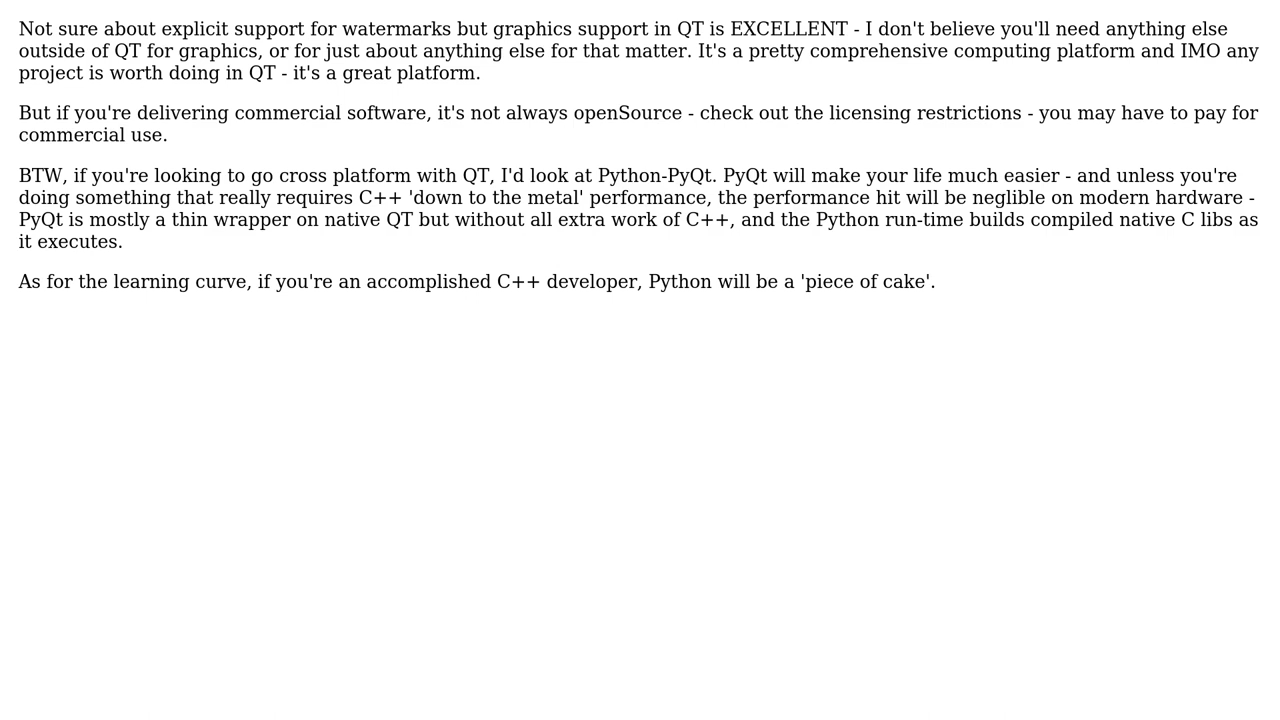 Not sure about explicit support for watermarks but graphics support in QT is EXCELLENT - I don't believe you'll need anything else
outside of QT for graphics, or for just about anything else for that matter. It's a pretty comprehensive computing platform and IMO any
project is worth doing in QT - it's a great platform.
But if you're delivering commercial software, it's not always openSource - check out the licensing restrictions - you may have to pay for
commercial use.
BTW, if you're looking to go cross platform with QT, I'd look at Python-PyQt. PyQt will make your life much easier - and unless you're
doing something that really requires C++ 'down to the metal' performance, the performance hit will be neglible on modern hardware -
PyQt is mostly a thin wrapper on native QT but without all extra work of C++, and the Python run-time builds compiled native C libs as
it executes.
As for the learning curve, if you're an accomplished C++ developer, Python will be a 'piece of cake'.